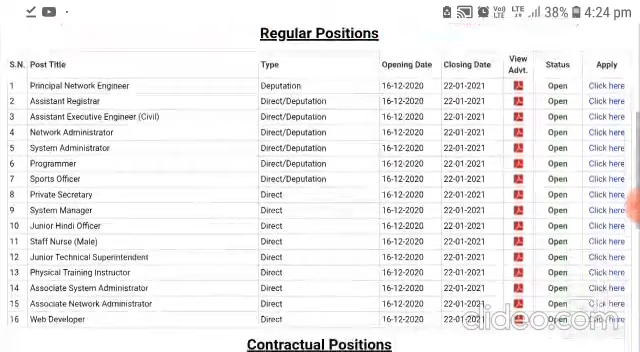 Voo) LTE LTE 38% 4:24 pm
Regular Positions
S.N. Post Title Type Opening Date Closing Date View Advt. Status Apply
1 Principal Network Engineer Deputation 16-12-2020 22-01-2021 Open Click here
2 Assistant Registrar Direct/Deputation 16-12-2020 22-01-2021 Open Click here
3 Assistant Executive Engineer (Civil) Direct/Deputation 16-12-2020 22-01-2021 Open Click here
4 Network Administrator Direct/Deputation 16-12-2020 22-01-2021 Open Click here
5 System Administrator Direct/Deputation 16-12-2020 22-01-2021 Open Click here
6 Programmer Direct/Deputation 16-12-2020 22-01-2021 Open Click here
7 Sports Officer Direct/Deputation 16-12-2020 22-01-2021 Open Click here
8 Private Secretary Direct 16-12-2020 22-01-2021 Open Click here
9 System Manager Direct 16-12-2020 22-01-2021 Open Click here
10 Junior Hindi Officer Direct 16-12-2020 22-01-2021 Open Click here
11 Staff Nurse (Male) Direct 16-12-2020 22-01-2021 Open Click here
12 Junior Technical Superintendent Direct 16-12-2020 22-01-2021 Open Click here
13 Physical Training Instructor Direct 16-12-2020 22-01-2021 Open Click here
14 Associate System Administrator Direct 16-12-2020 22-01-2021 Open Click here
15 Associate Network Administrator Direct 16-12-2020 22-01-2021 Open Click here
16 Web Developer Direct 16-12-2020 22-01-2021 Open Click here
clideo.com
Contractual Positions